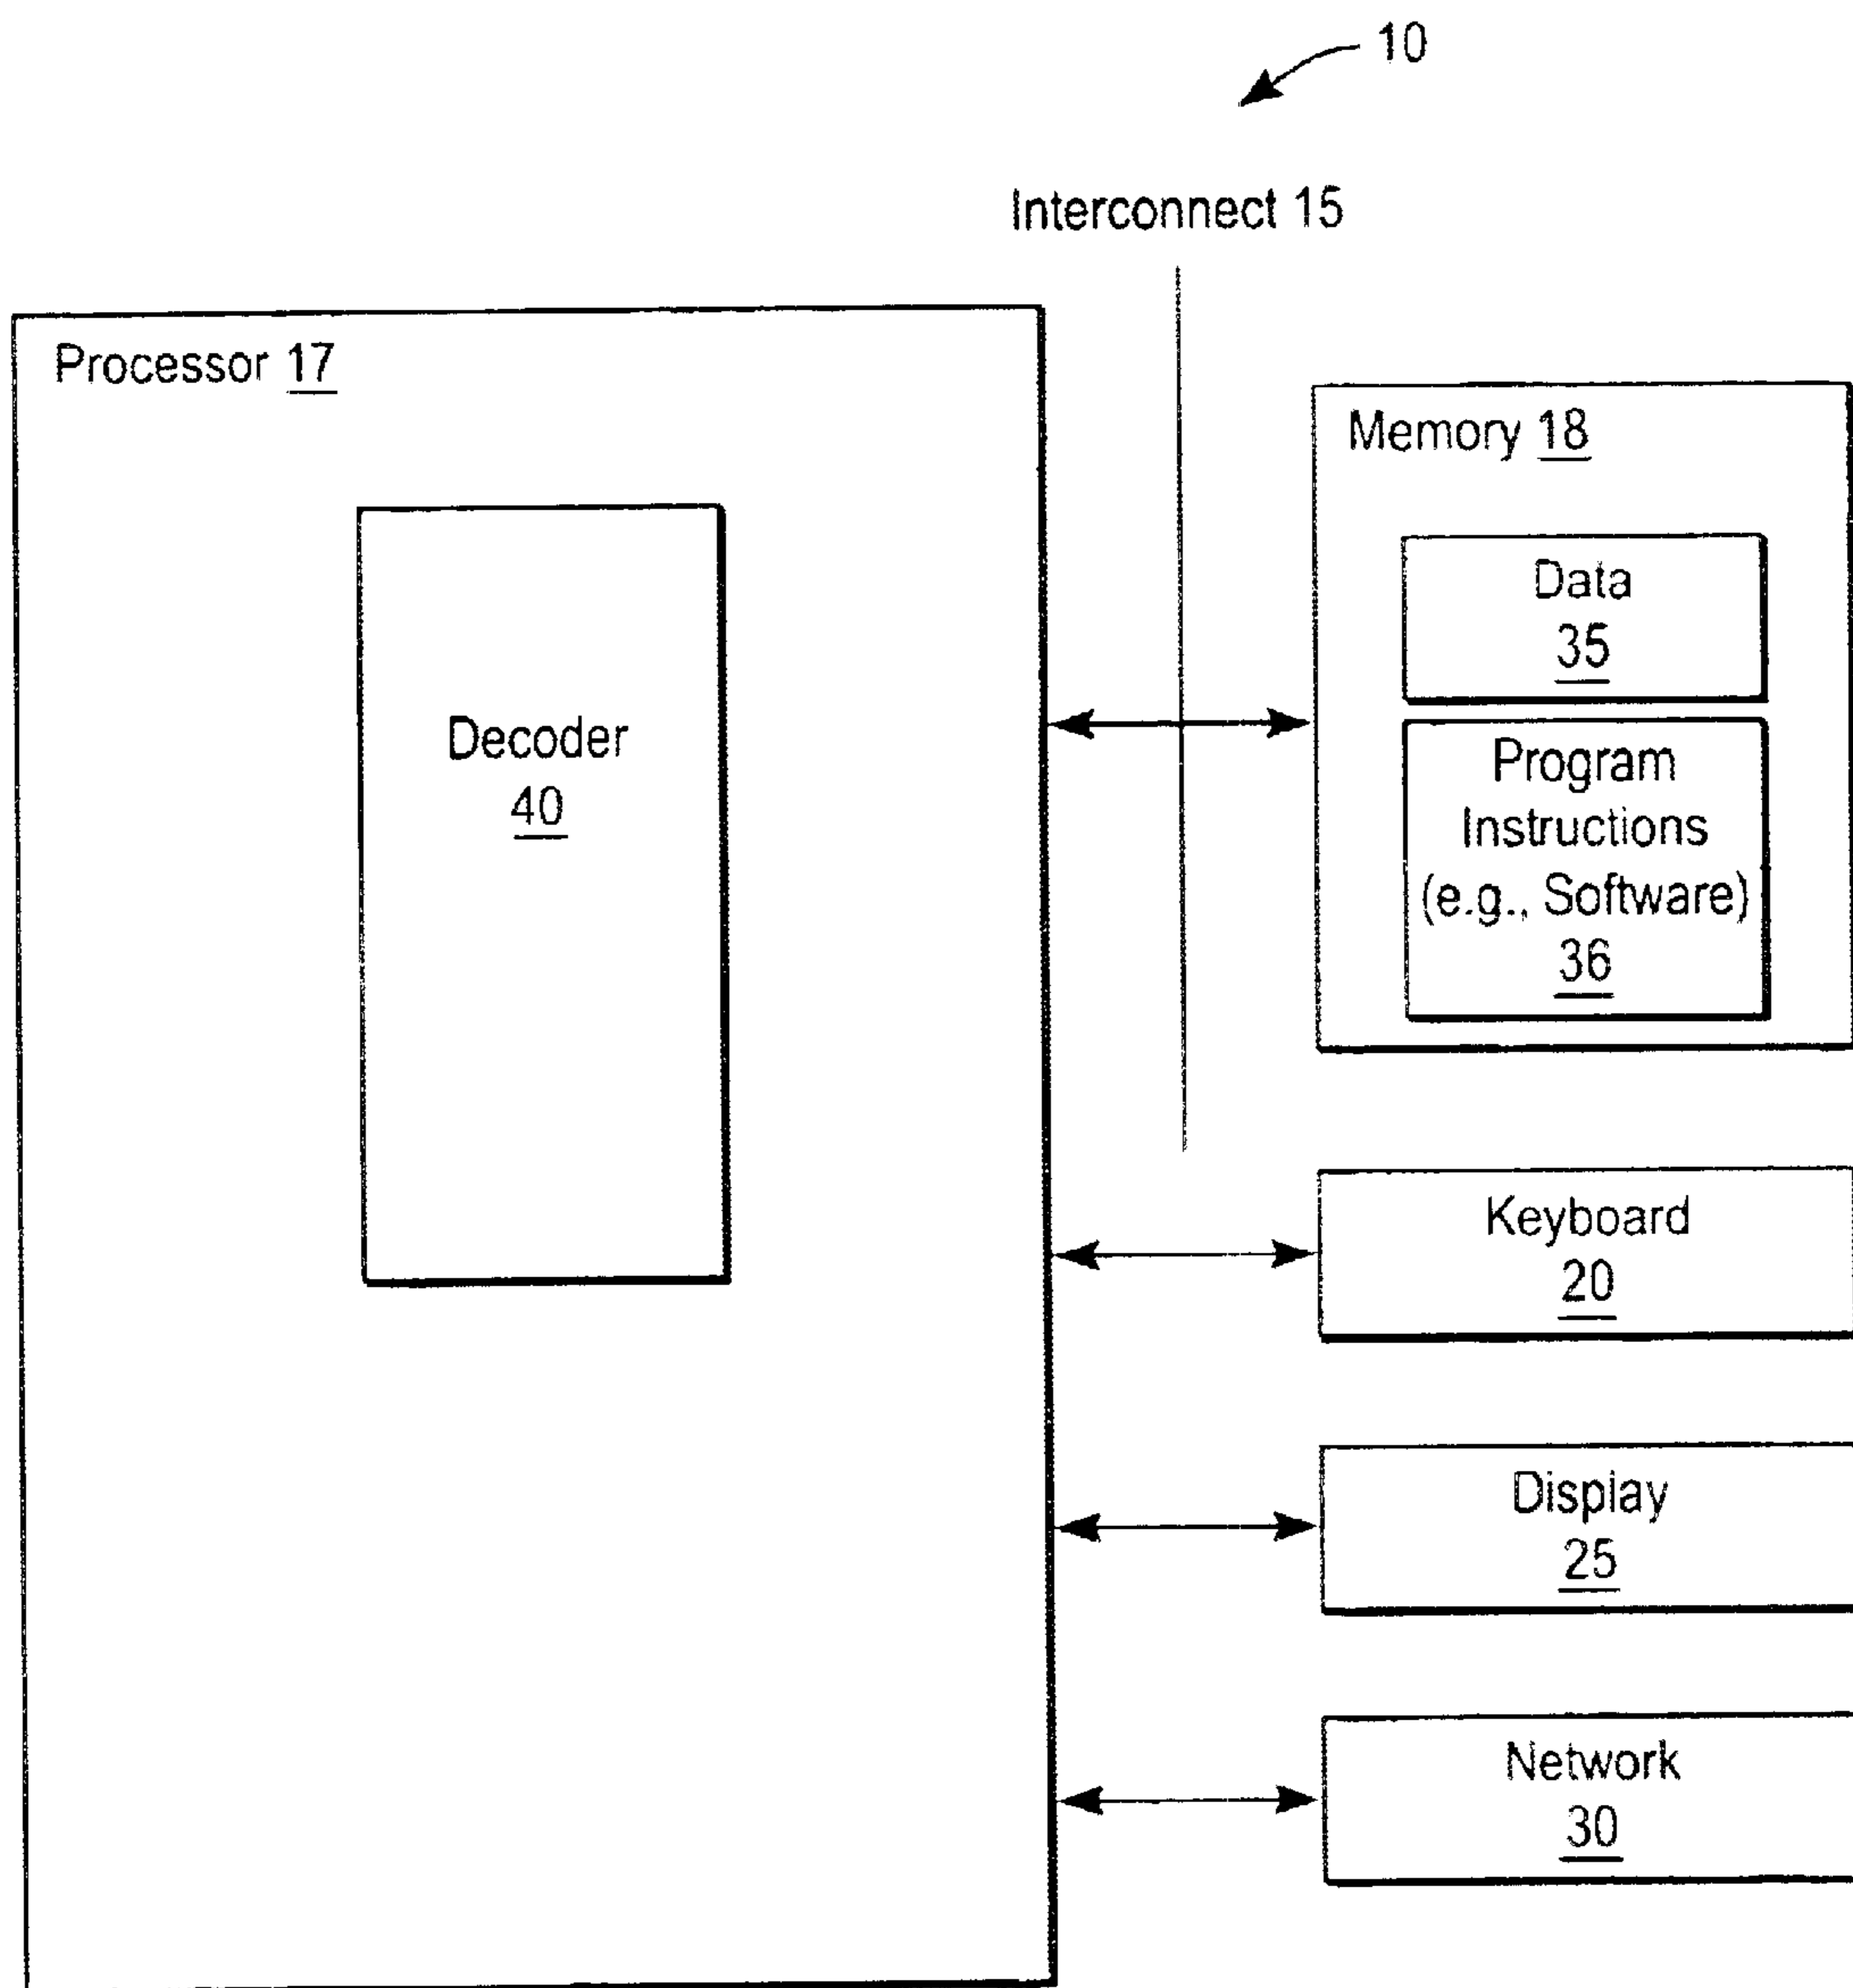 10
Interconnect 15
Processor 17
Memory 18
Data
35
Program
Instructions
(e.g., Software)
36
Decoder
40
Keyboard
20
Display
25
Network
30